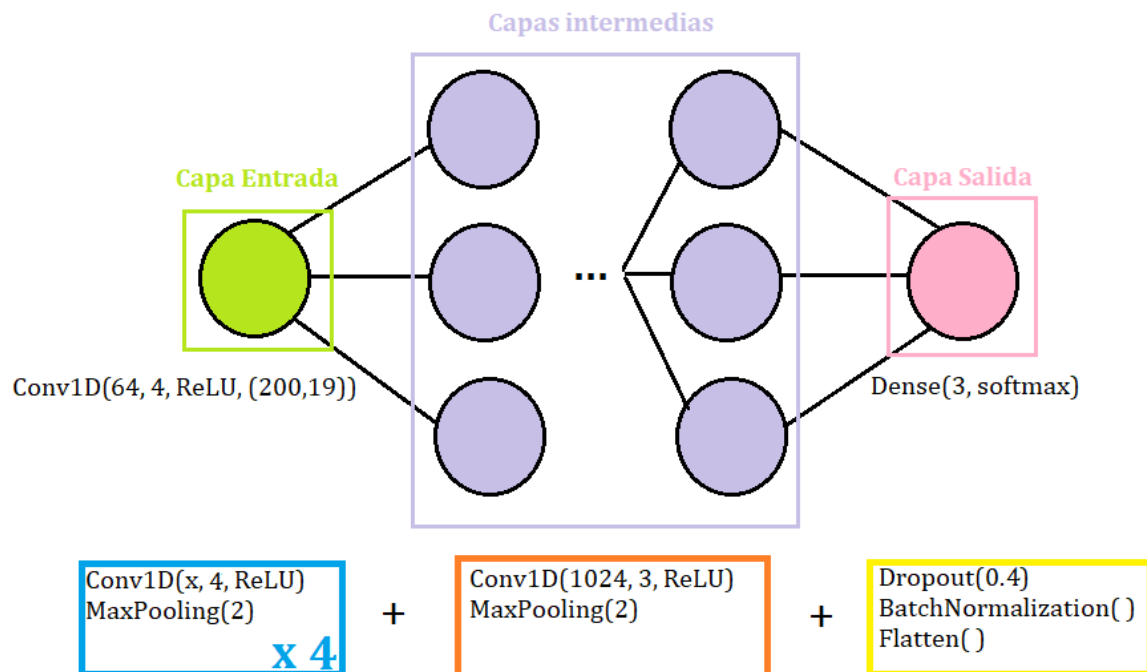 Capas intermedias
Capa Entrada
Capa Salida
...
Conv1D(64, 4, ReLU, (200,19))
Dense(3, softmax)
Conv1D(x, 4, ReLU)
MaxPooling(2)
x 4
+
Conv1D(1024, 3, ReLU)
MaxPooling(2)
+
Dropout(0.4)
BatchNormalization( )
Flatten( )